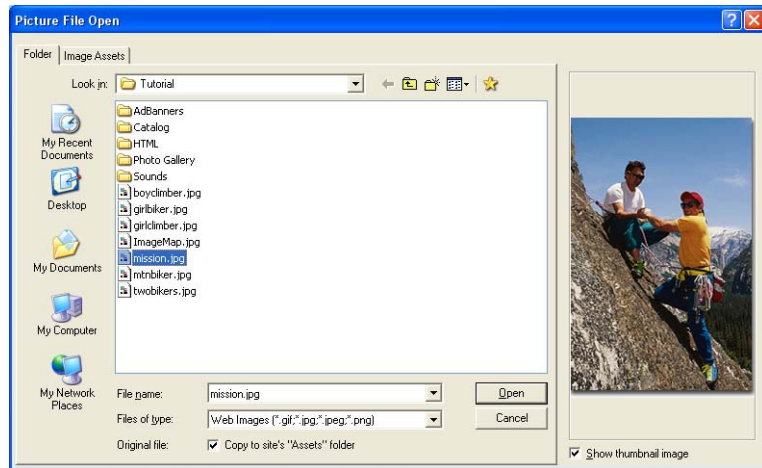 Picture File Open
Folder
Image Assets
Look in:
Tutorial
My Recent
Documents
Desktop
My Documents
My Computer
My Network
Places
AdBanners
Catalog
HTML
Photo Gallery
Sounds
boyclimber.jpg
girlbiker.jpg
girlclimber.jpg
ImageMap.jpg
mission.jpg
mtnbiker.jpg
twobikers.jpg
File name:
mission.jpg
Open
Files of type:
Web Images (*.gif;*.jpg;*.jpeg;*.png)
Cancel
Original file:
Copy to site's "Assets" folder
Show thumbnail image